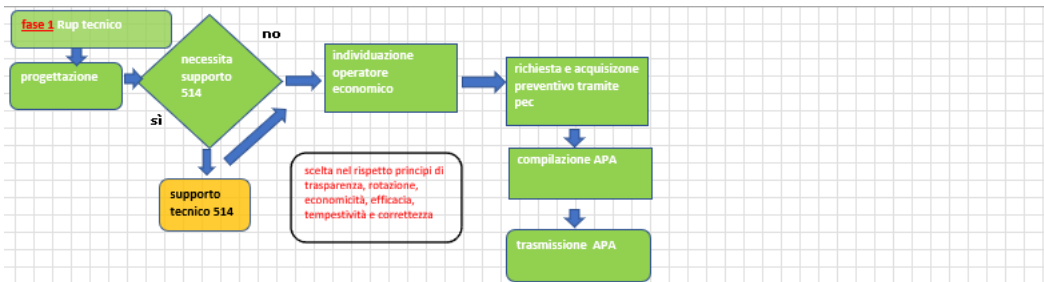 fase 1 Rup tecnico
progettazione
necessita
supporto
514
no
sì
supporto
tecnico 514
individuazione
operatore
economico
scelta nel rispetto principi di
trasparenza, rotazione,
economicità, efficacia,
tempestività e correttezza
richiesta e acquisizone
preventivo tramite
pec
compilazione APA
trasmissione APA